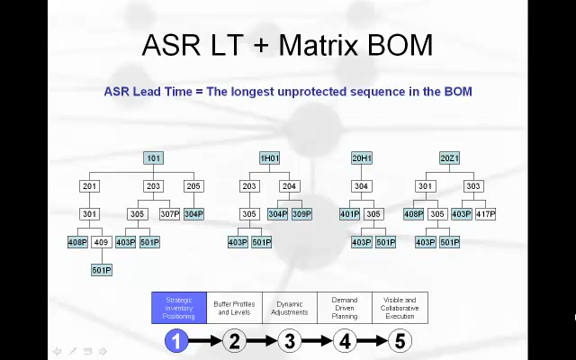 ASR LT + Matrix BOM
ASR Lead Time = The longest unprotected sequence in the BOM
101 1H01 20H1 20Z1
201 203 205 203 204 304 301 303
301 305 307P 304P 305 304P 309P 401P 305 408P 305 403P 417P
408P 409 403P 501P 403P 501P 403P 501P 403P 501P
501P
Strategic
Inventory
Positioning
Buffer Profiles
and Levels
Dynamic
Adjustments
Demand
Driven
Planning
Visible and
Collaborative
Execution
1 2 3 4 5